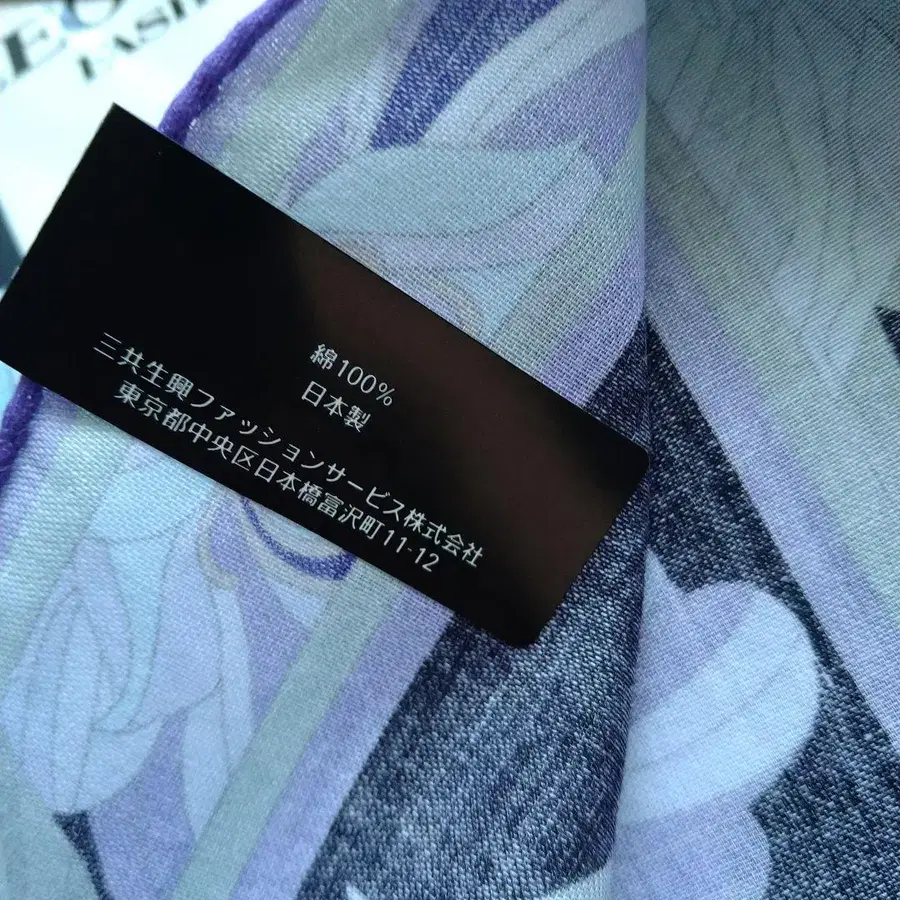 綿100%
日本製
三共生興ファッションサービス株式会社
東京都中央区日本橋富沢町11-12